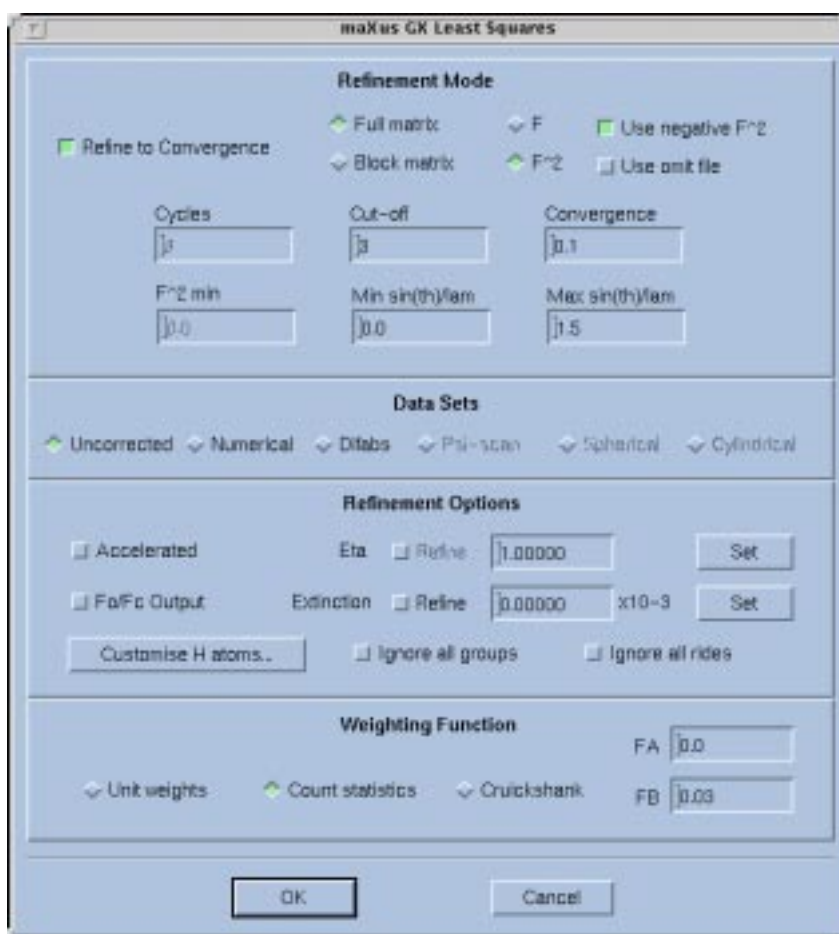 maXus GX Least Squares
Refinement Mode
Refine to Convergence
Full matrix
F
Use negative F^2
Block matrix
F^2
Use omit file
Cycles
Cut-off
Convergence
3
0.1
F^2 min
Min sin(th)/lam
Max sin(th)/lam
0.0
0.0
1.5
Data Sets
Uncorrected Numerical Difabs Psi-scan Spherical Cylindrical
Refinement Options
Accelerated
Eta
Refine
1.00000
Set
Fo/Fc Output
Extinction
Refine
0.00000
x10-3
Set
Customise H atoms..
Ignore all groups
Ignore all rides
Weighting Function
FA 0.0
Unit weights
Count statistics
Cruickshank
FB 0.03
OK
Cancel